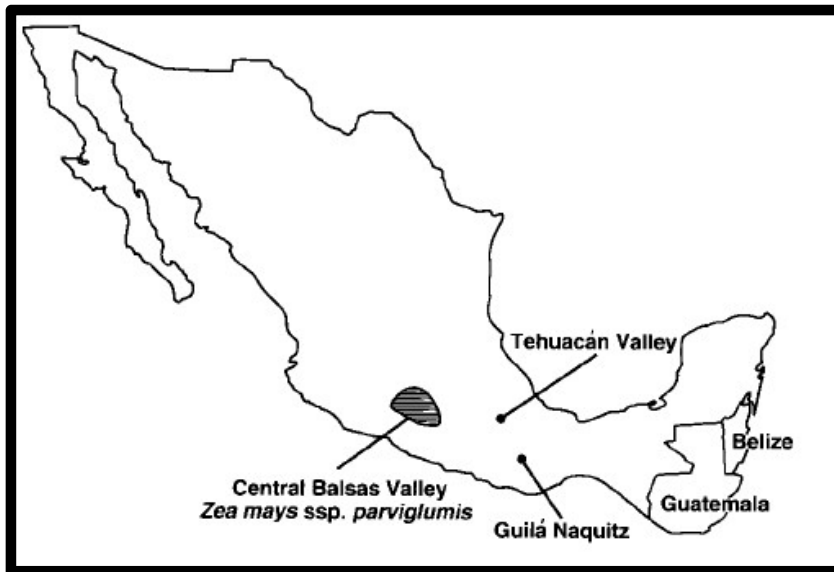 Tehuacán Valley
Belize
Central Balsas Valley
Zea mays ssp. parviglumis
Guatemala
Guilá Naquitz